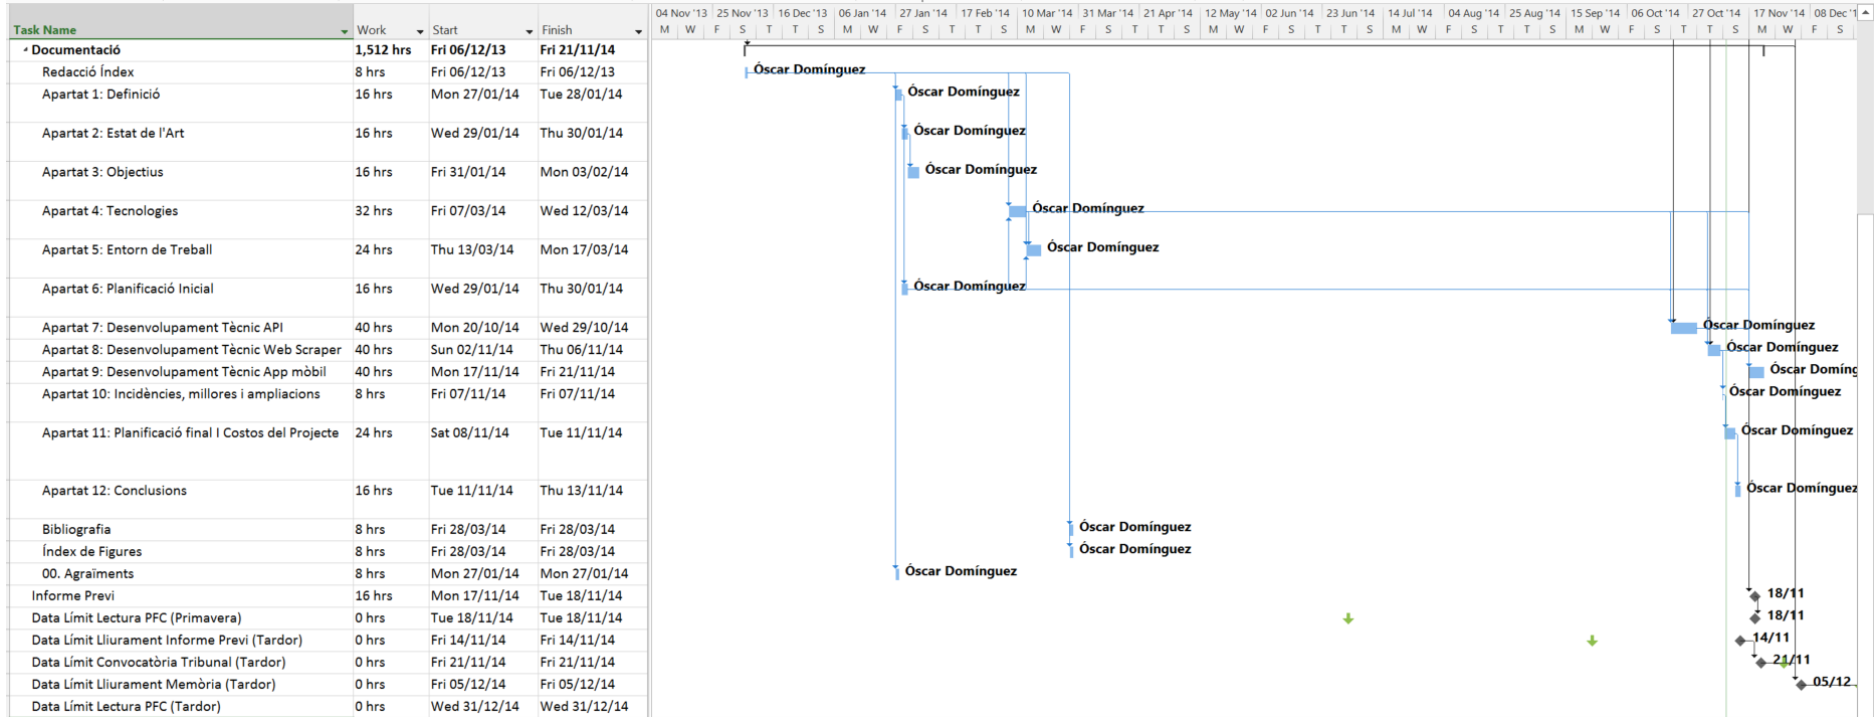 04 Nov '13 25 Nov '13 16 Dec '13 06 Jan '14 27 Jan '14 17 Feb '14 10 Mar '14 31 Mar '14 21 Apr '14 12 May '14 02 Jun '14 23 Jun '14 14 Jul '14 04 Aug '14 25 Aug '14 15 Sep '14 06 Oct '14 27 Oct '14 17 Nov '14 08 Dec '1
Task Name Work Start Finish M W F S T T S M W F S T T S M W F S T T S M W F S T T S M W F S T T S M W F S
Documentació 1,512 hrs Fri 06/12/13 Fri 21/11/14
Redacció Índex 8 hrs Fri 06/12/13 Fri 06/12/13 Óscar Domínguez
Apartat 1: Definició 16 hrs Mon 27/01/14 Tue 28/01/14 Óscar Domínguez
Apartat 2: Estat de l'Art 16 hrs Wed 29/01/14 Thu 30/01/14 Óscar Domínguez
Apartat 3: Objectius 16 hrs Fri 31/01/14 Mon 03/02/14 Óscar Domínguez
Apartat 4: Tecnologies 32 hrs Fri 07/03/14 Wed 12/03/14 Óscar Domínguez
Apartat 5: Entorn de Treball 24 hrs Thu 13/03/14 Mon 17/03/14 Óscar Domínguez
Apartat 6: Planificació Inicial 16 hrs Wed 29/01/14 Thu 30/01/14 Óscar Domínguez
Apartat 7: Desenvolupament Tècnic API 40 hrs Mon 20/10/14 Wed 29/10/14 Óscar Domínguez
Apartat 8: Desenvolupament Tècnic Web Scraper 40 hrs Sun 02/11/14 Thu 06/11/14 Óscar Domínguez
Apartat 9: Desenvolupament Tècnic App mòbil 40 hrs Mon 17/11/14 Fri 21/11/14 Óscar Doming
Apartat 10: Incidències, millores i ampliacions 8 hrs Fri 07/11/14 Fri 07/11/14 Óscar Domínguez
Apartat 11: Planificació final I Costos del Projecte 24 hrs Sat 08/11/14 Tue 11/11/14 Óscar Domínguez
Apartat 12: Conclusions 16 hrs Tue 11/11/14 Thu 13/11/14 Óscar Domínguez
Bibliografia 8 hrs Fri 28/03/14 Fri 28/03/14 Óscar Domínguez
Índex de Figures 8 hrs Fri 28/03/14 Fri 28/03/14 Óscar Domínguez
00. Agraïments 8 hrs Mon 27/01/14 Mon 27/01/14 Óscar Domínguez
Informe Previ 16 hrs Mon 17/11/14 Tue 18/11/14 18/11
Data Límit Lectura PFC (Primavera) 0 hrs Tue 18/11/14 Tue 18/11/14 18/11
Data Límit Lliurament Informe Previ (Tardor) 0 hrs Fri 14/11/14 Fri 14/11/14 14/11
Data Límit Convocatòria Tribunal (Tardor) 0 hrs Fri 21/11/14 Fri 21/11/14 21/11
Data Límit Lliurament Memòria (Tardor) 0 hrs Fri 05/12/14 Fri 05/12/14 05/12
Data Límit Lectura PFC (Tardor) 0 hrs Wed 31/12/14 Wed 31/12/14